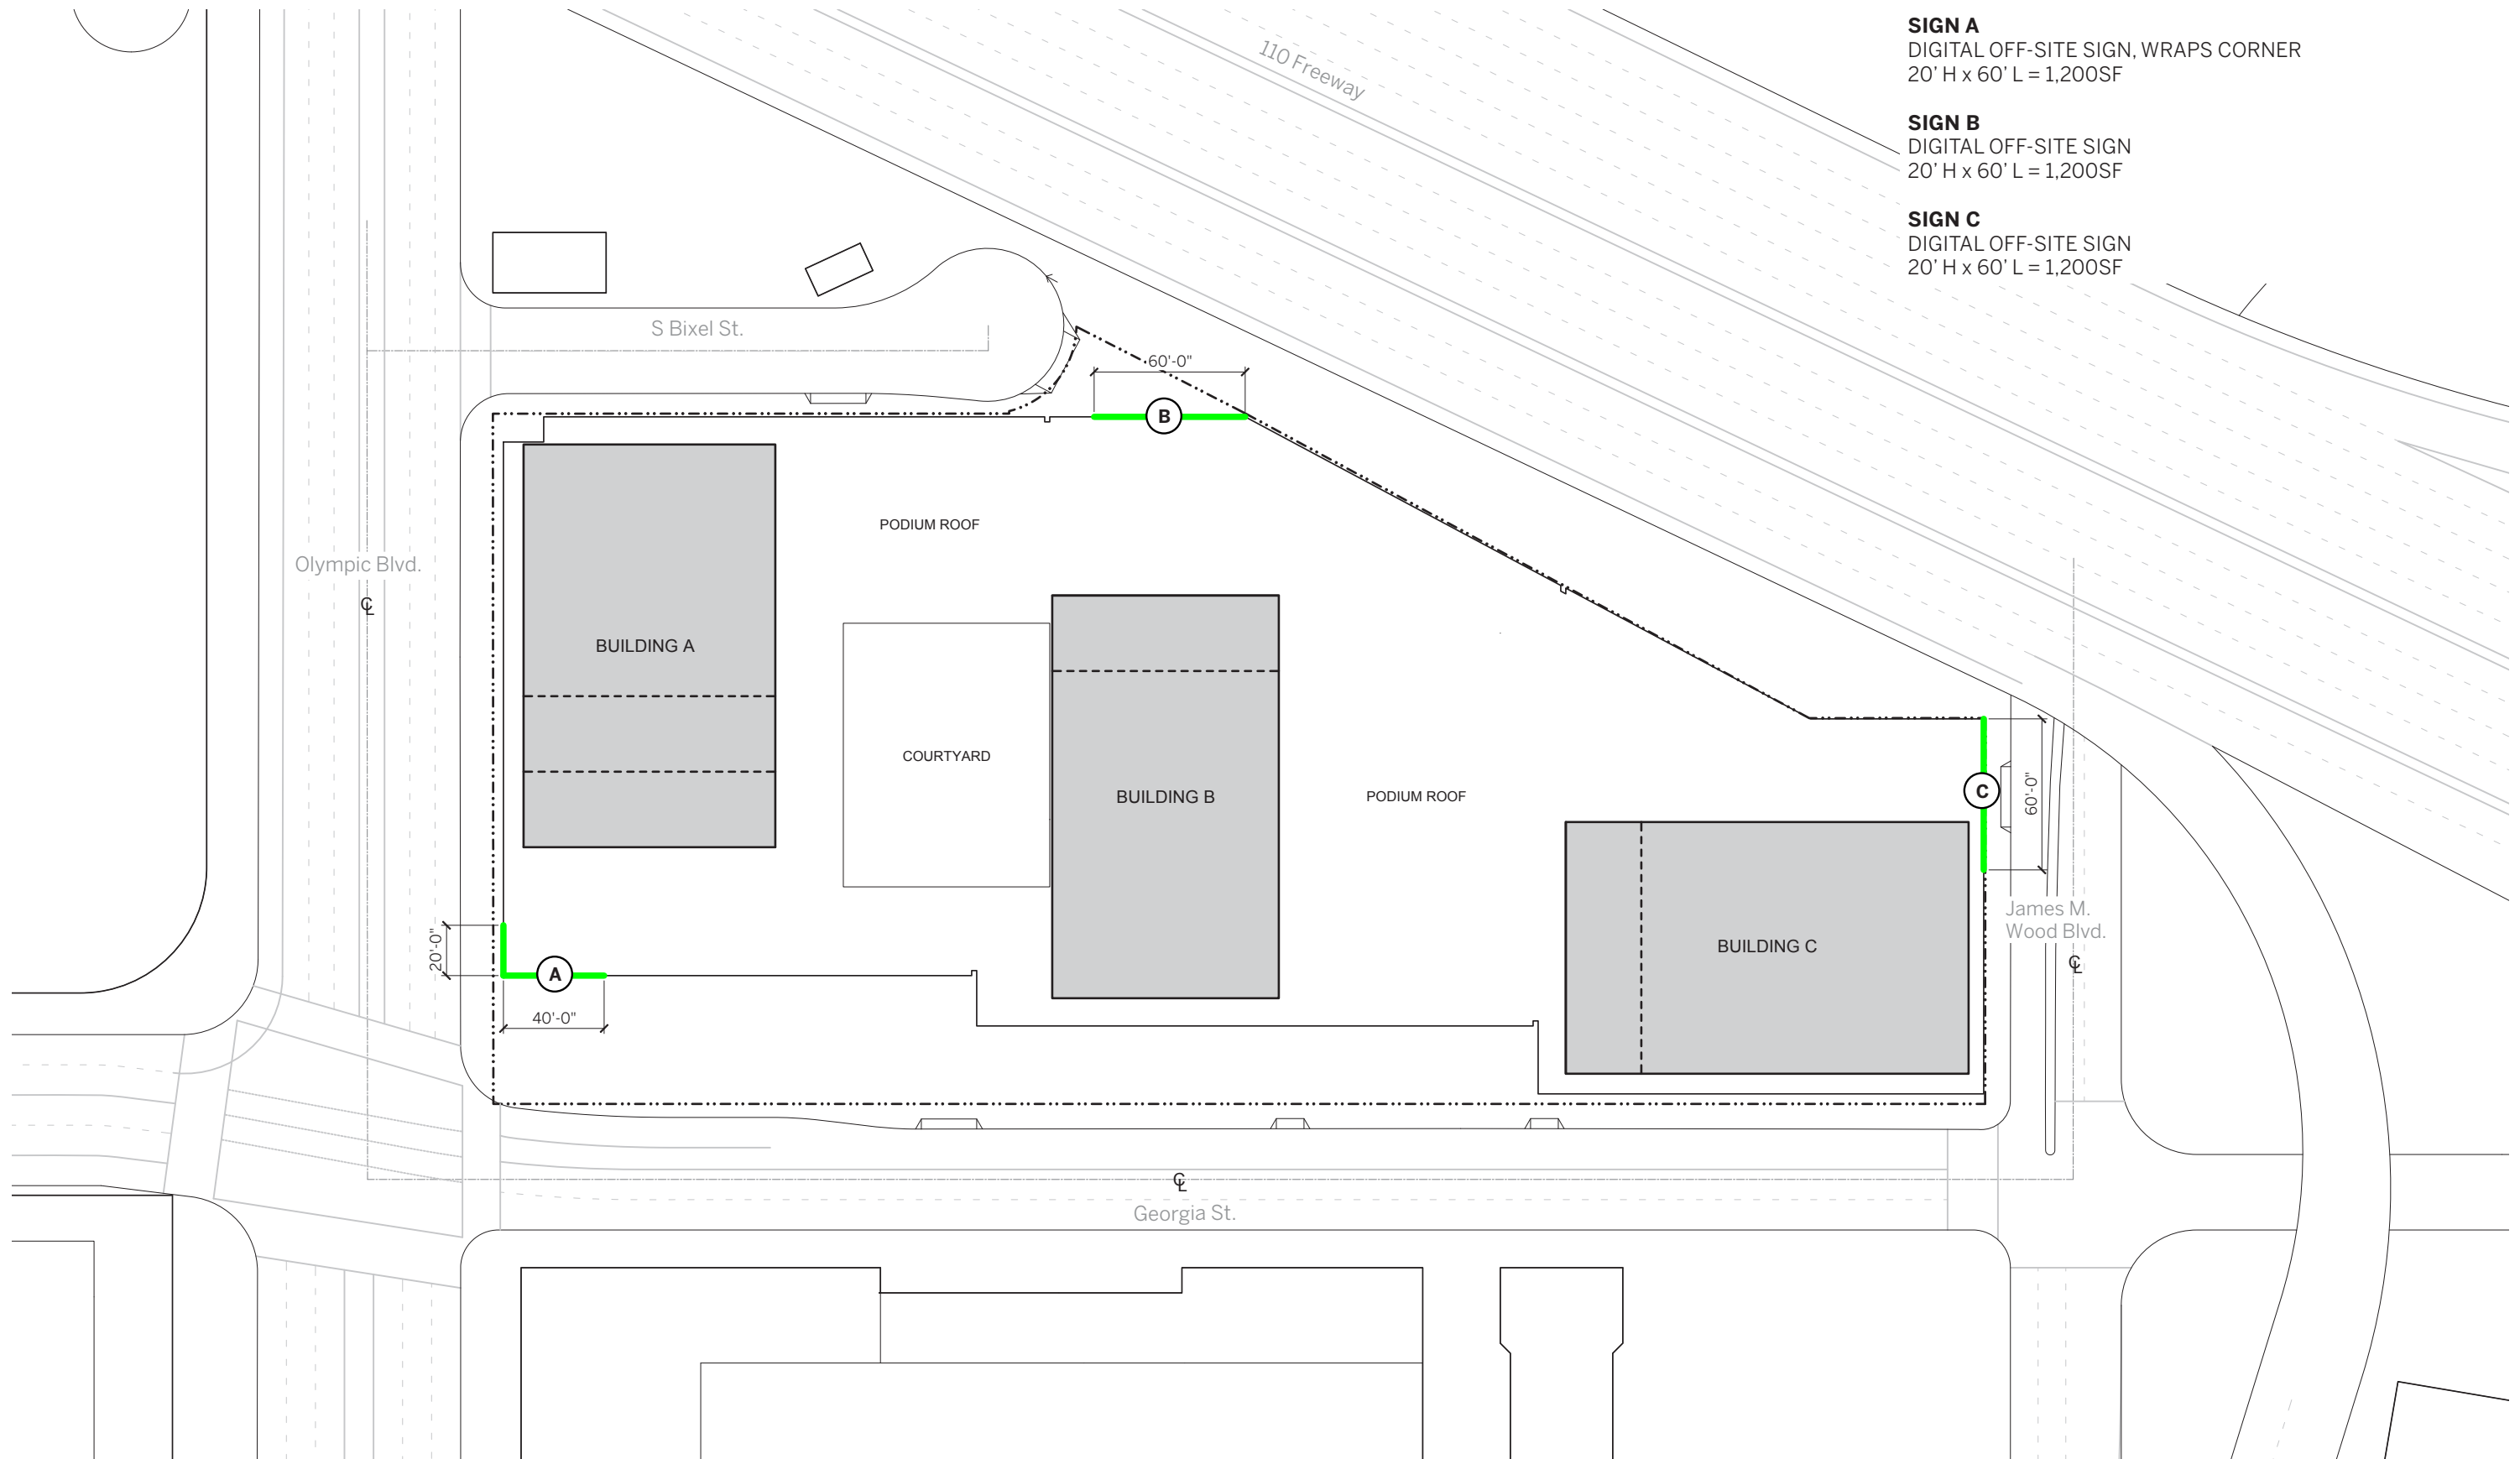 SIGN A
DIGITAL OFF-SITE SIGN, WRAPS CORNER
20' H x 60' L = 1,200SF
SIGN B
DIGITAL OFF-SITE SIGN
20' H x 60' L = 1,200SF
SIGN C
DIGITAL OFF-SITE SIGN
20' H x 60' L = 1,200SF
110 Freeway
S Bixel St.
60'-0"
B
PODIUM ROOF
Olympic Blvd.
℄
BUILDING A
COURTYARD
BUILDING B
PODIUM ROOF
C
60'-0"
James M.
Wood Blvd.
℄
BUILDING C
20'-0"
A
40'-0"
℄
Georgia St.